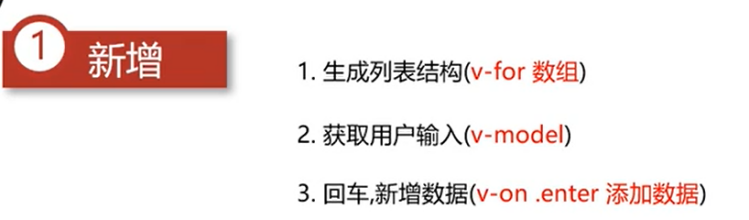 1
新增
1. 生成列表结构(v-for 数组)
2. 获取用户输入(v-model)
3. 回车,新增数据(v-on .enter 添加数据)